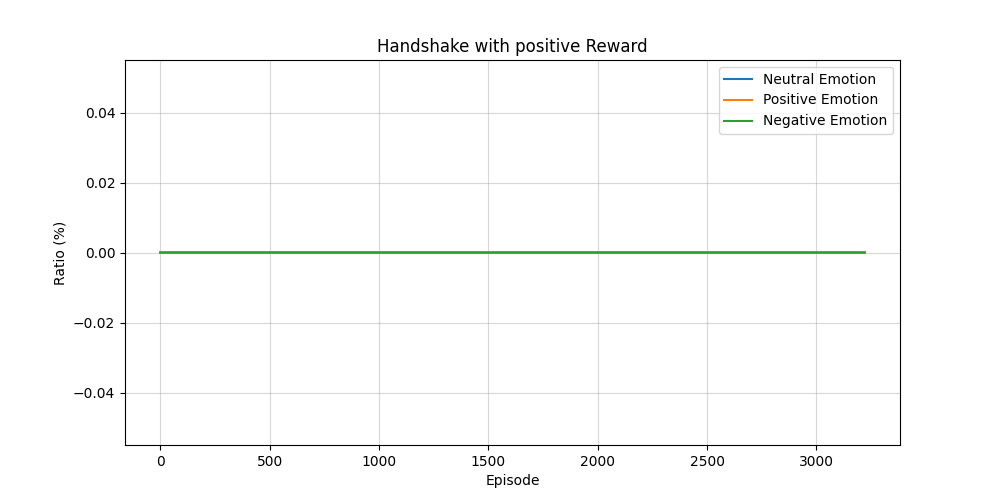 Handshake with positive Reward
Neutral Emotion
Positive Emotion
Negative Emotion
Ratio (%)
0.04
0.02
0.00
−0.02
−0.04
0 500 1000 1500 2000 2500 3000
Episode